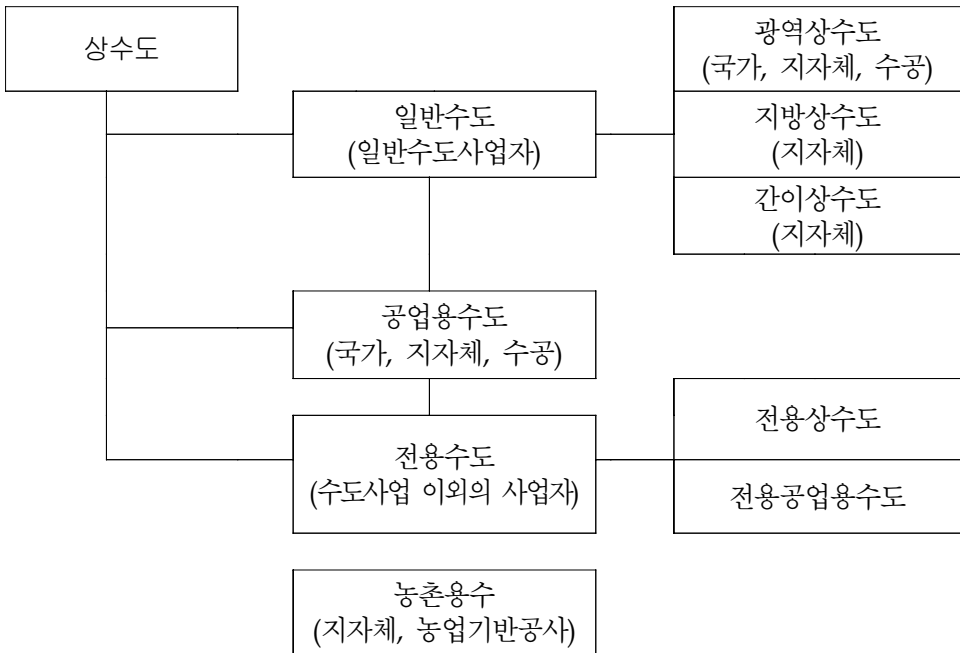 상수도
광역상수도
(국가, 지자체, 수공)
일반수도
(일반수도사업자)
지방상수도
(지자체)
간이상수도
(지자체)
공업용수도
(국가, 지자체, 수공)
전용수도
(수도사업 이외의 사업자)
전용상수도
전용공업용수도
농촌용수
(지자체, 농업기반공사)